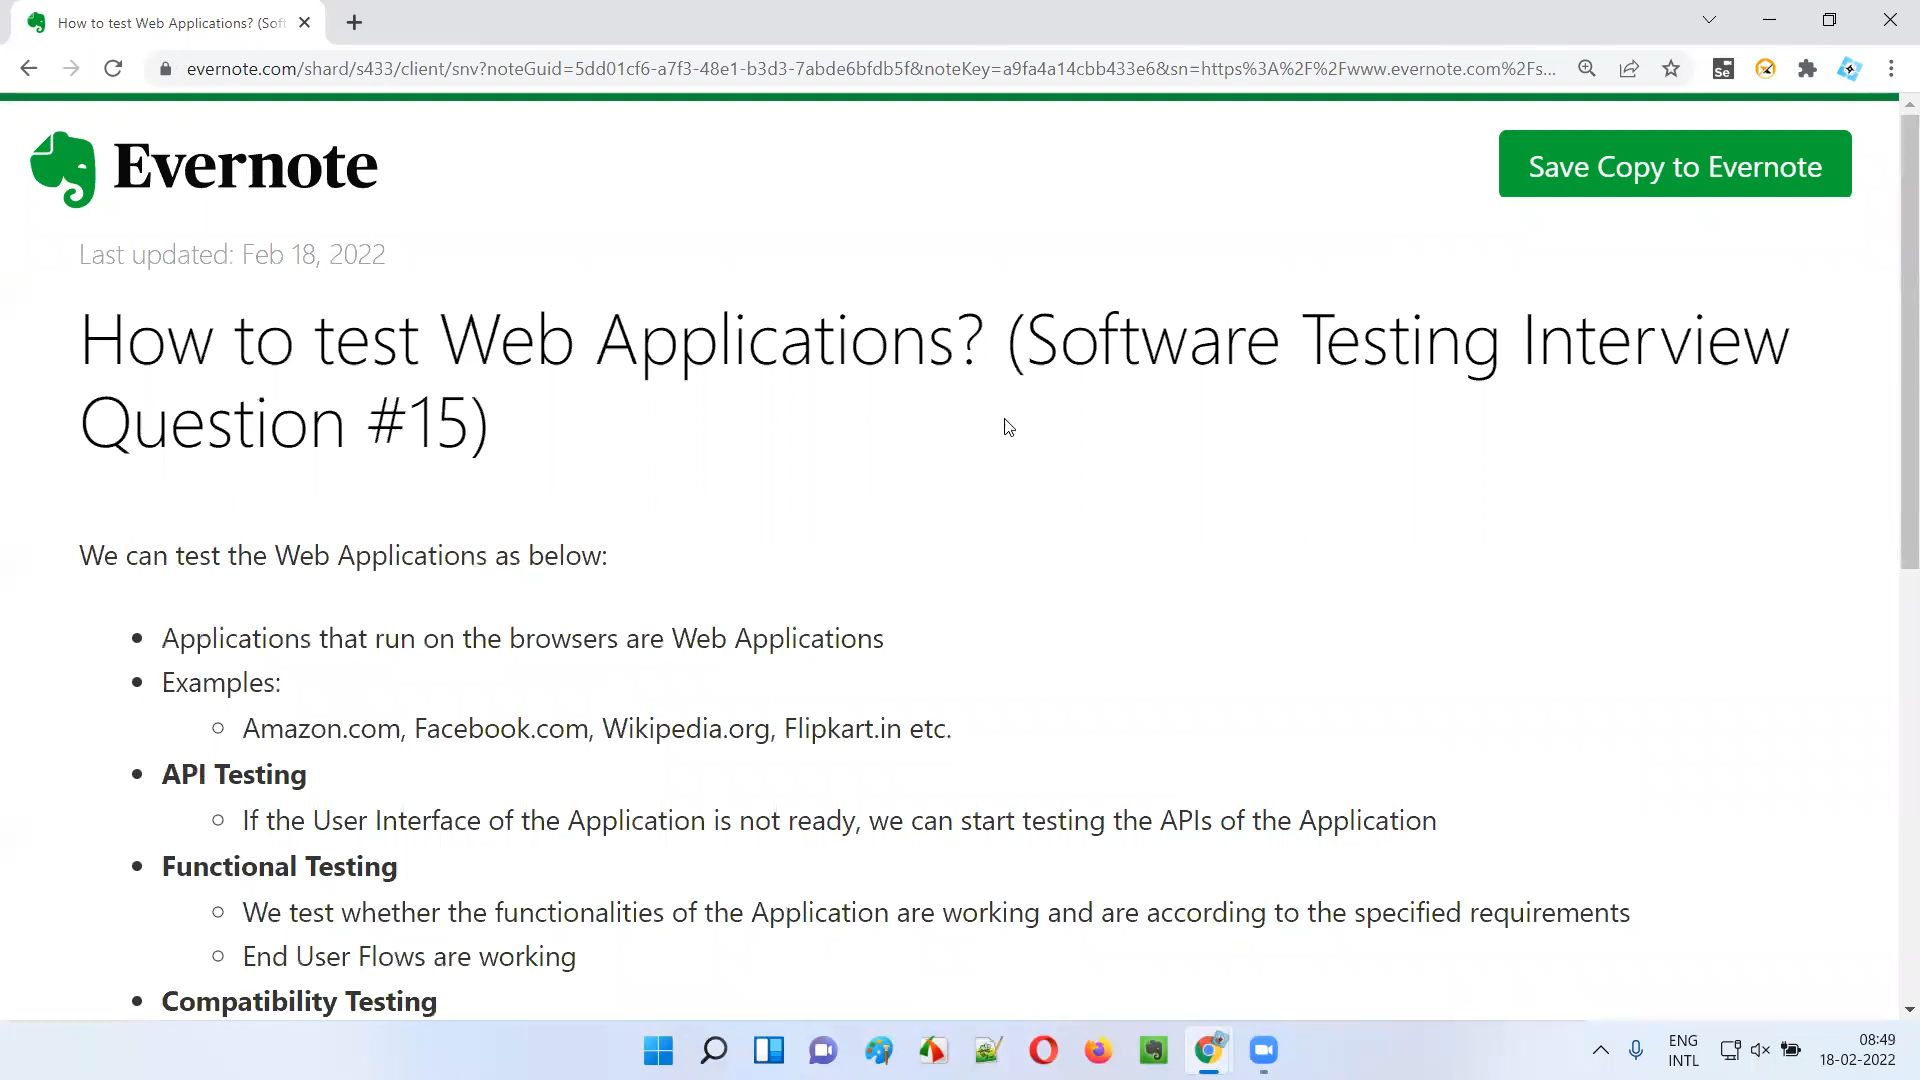 How to test Web Applications? (Soft
evernote.com/shard/s433/client/snv?noteGuid=5dd01cf6-a7f3-48e1-b3d3-7abde6bfdb5f&noteKey=a9fa4a14cbb433e6&sn=https%3A%2F%2Fwww.evernote.com%2Fs...
Se
Evernote
Save Copy to Evernote
Last updated: Feb 18, 2022
How to test Web Applications? (Software Testing Interview
Question #15)
We can test the Web Applications as below:
Applications that run on the browsers are Web Applications
Examples:
Amazon.com, Facebook.com, Wikipedia.org, Flipkart.in etc.
API Testing
If the User Interface of the Application is not ready, we can start testing the APIs of the Application
Functional Testing
We test whether the functionalities of the Application are working and are according to the specified requirements
End User Flows are working
Compatibility Testing
ENG
INTL
08:49
18-02-2022